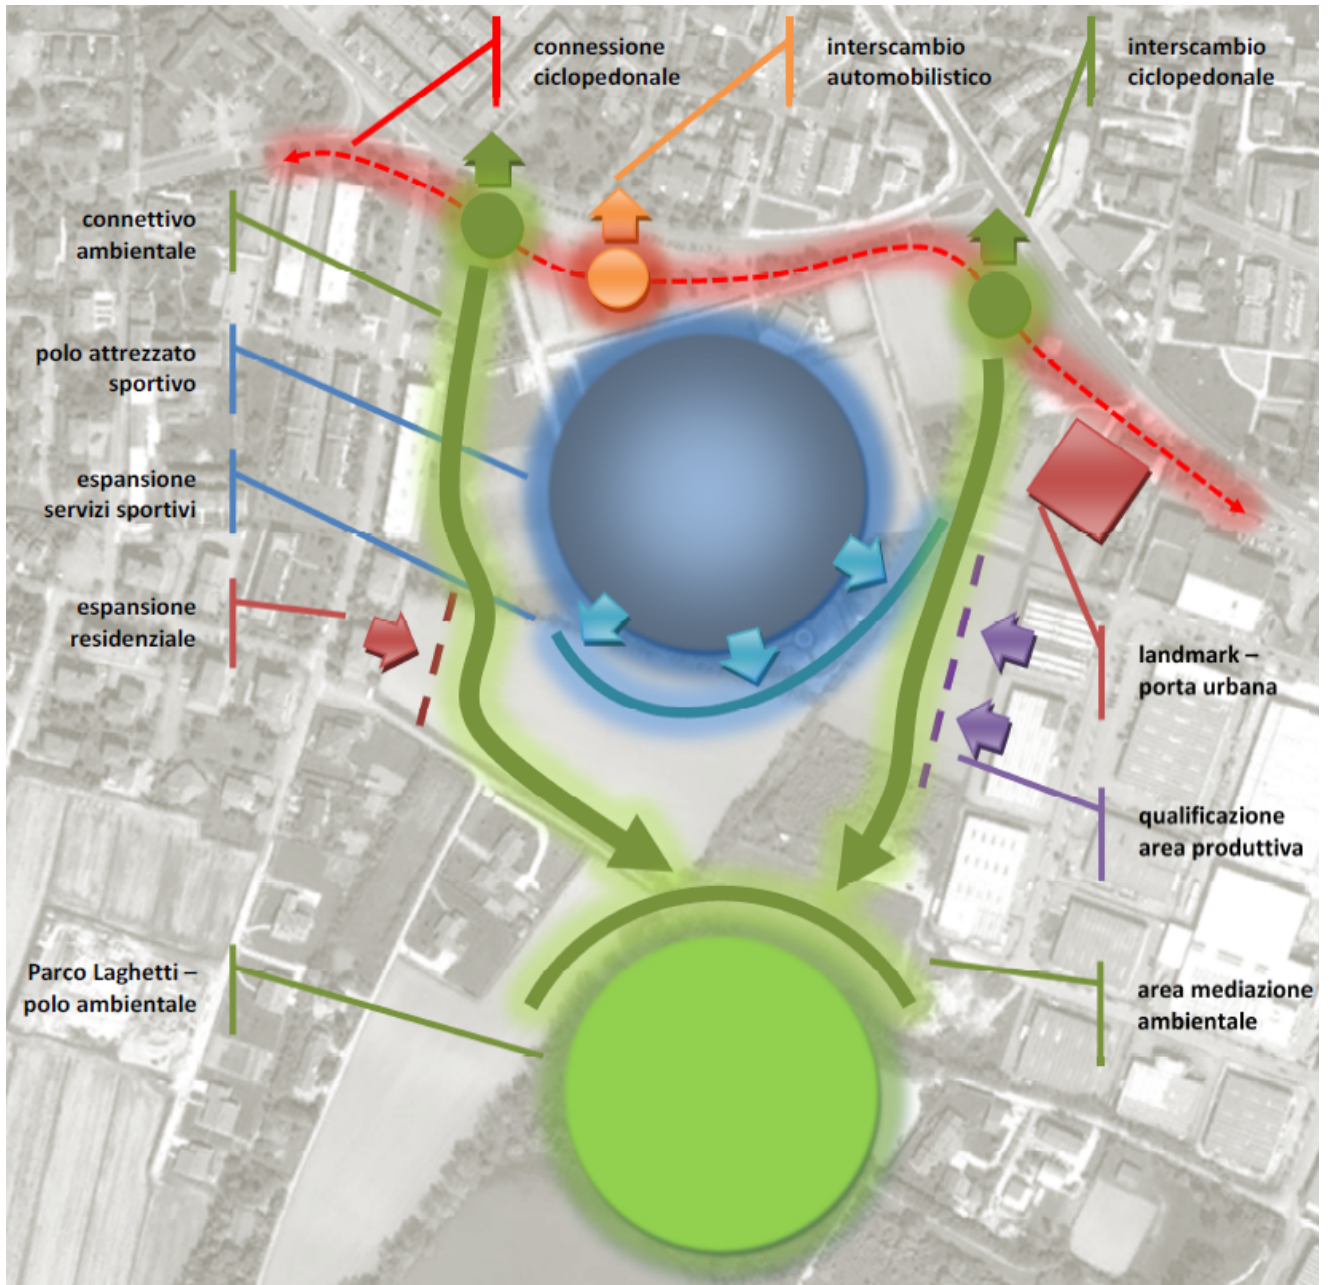 connessione
ciclopedonale
interscambio
automobilistico
interscambio
ciclopedonale
connettivo
ambientale
polo attrezzato
sportivo
espansione
servizi sportivi
espansione
residenziale
landmark –
porta urbana
qualificazione
area produttiva
Parco Laghetti –
polo ambientale
area mediazione
ambientale